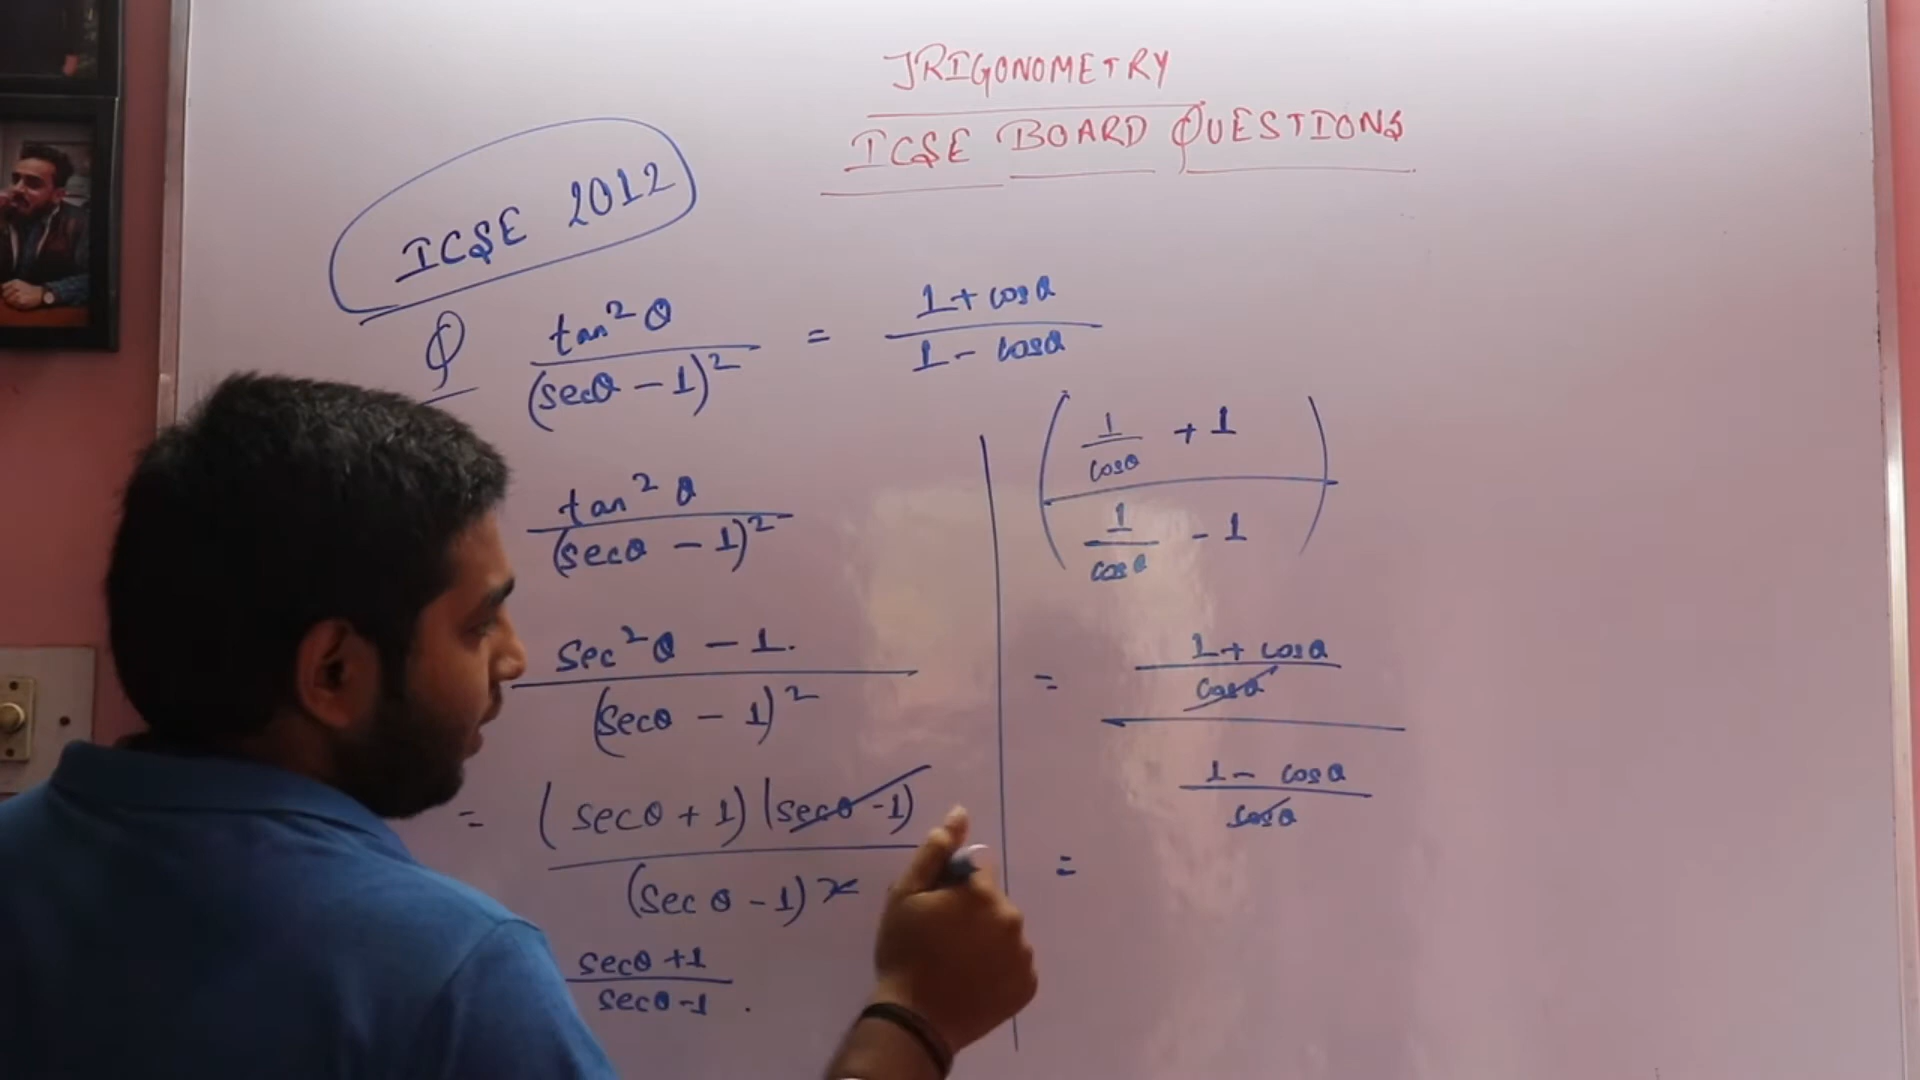 TRIGONOMETRY
ICSE BOARD QUESTIONS
ICSE 2012
Q tan²θ / (secθ - 1)² = 1 + cosθ / 1 - cosθ
tan²θ / (secθ - 1)²
sec²θ - 1. / (secθ - 1)²
= (secθ + 1) (secθ - 1) / (secθ - 1)²
secθ + 1 / secθ - 1 .
( 1/cosθ + 1 / 1/cosθ - 1 )
= 1 + cosθ / cosθ / 1 - cosθ / cosθ
=